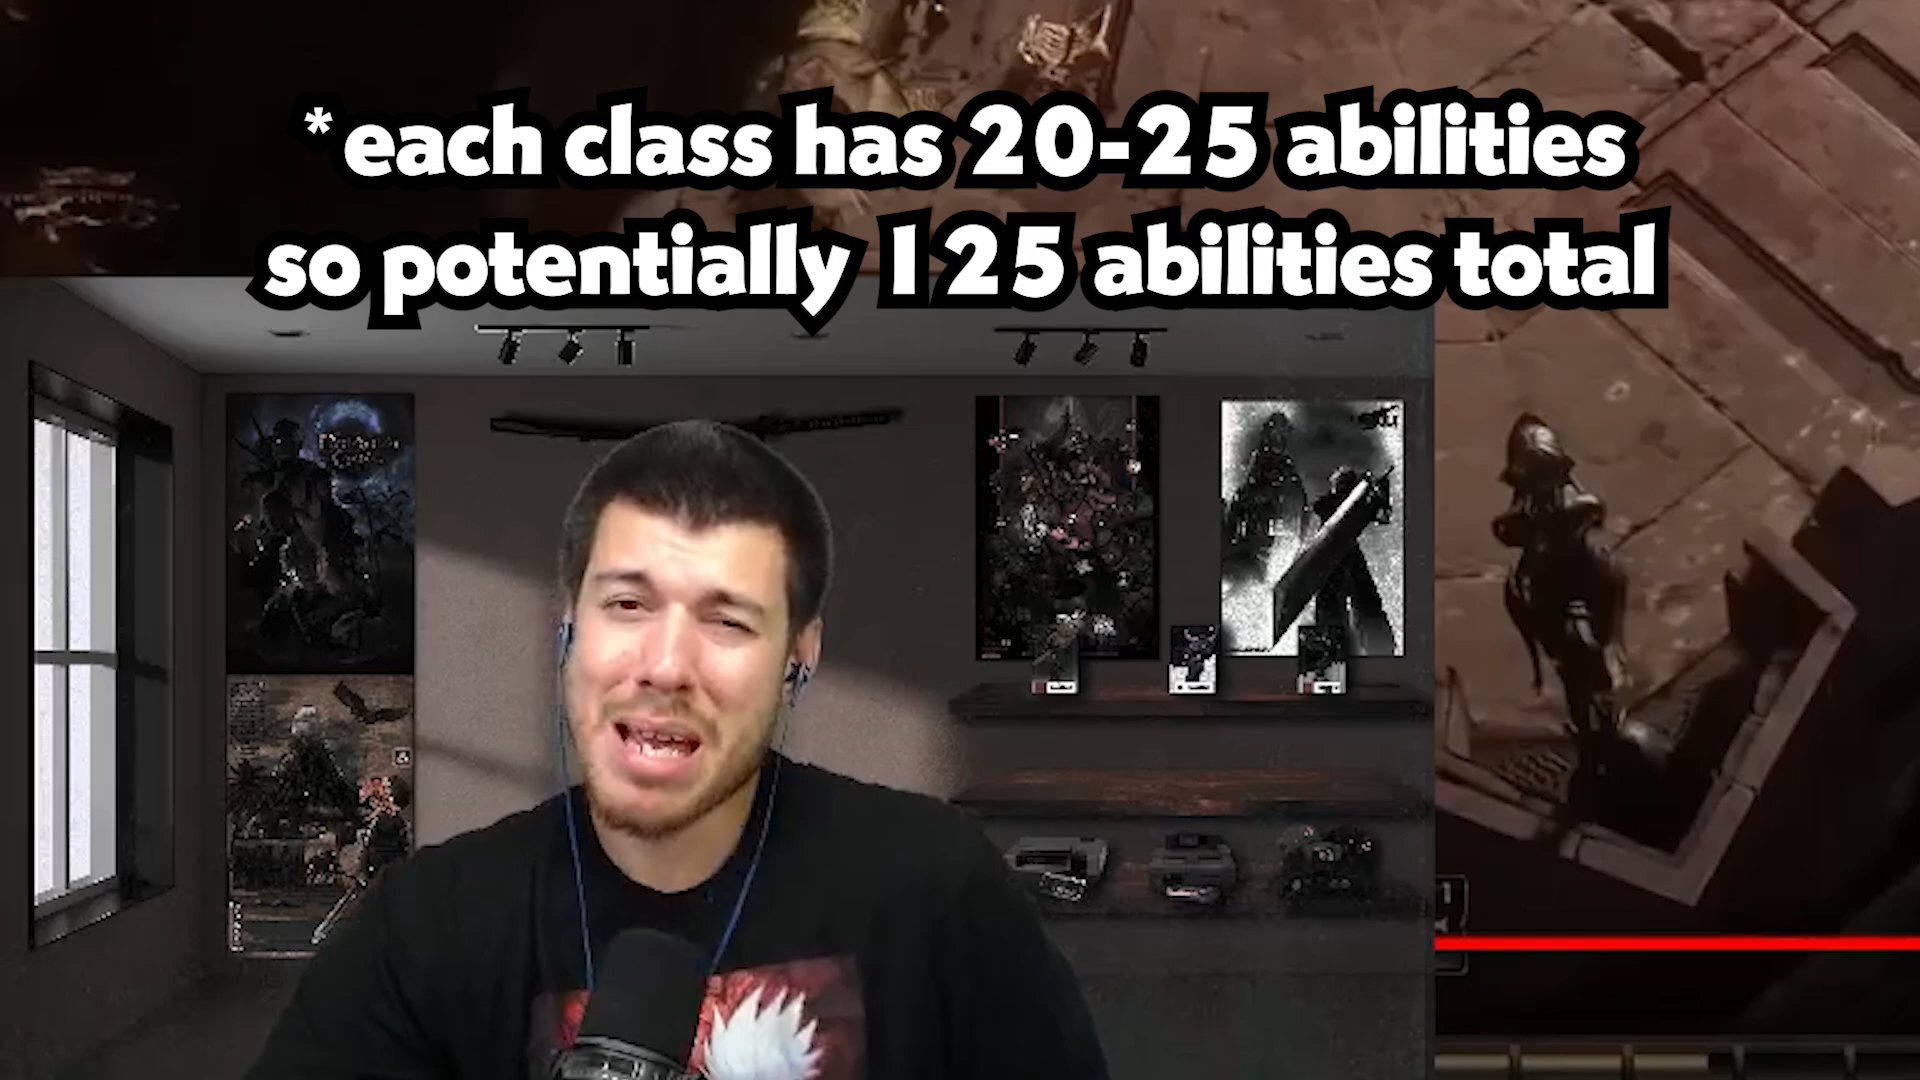 *each class has 20-25 abilities
so potentially 125 abilities total